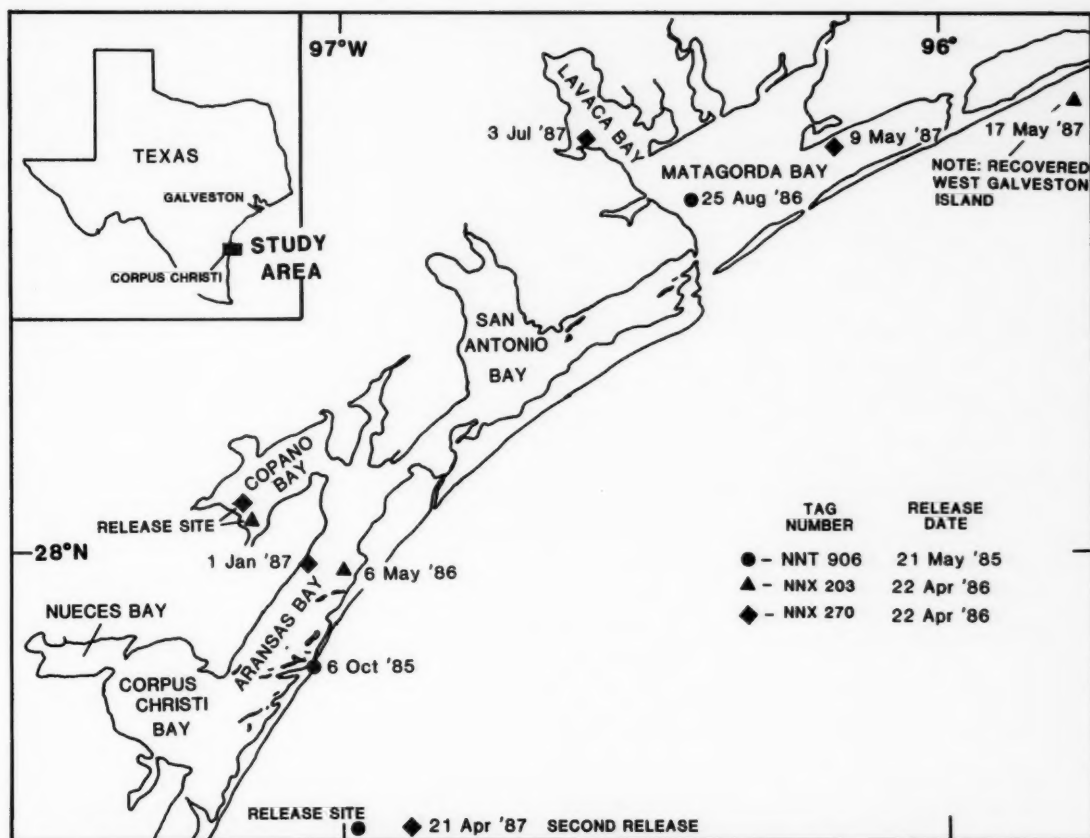 97°W
96°
TEXAS
GALVESTON
STUDY
AREA
CORPUS CHRISTI
LAVACA BAY
3 Jul '87
9 May '87
17 May '87
MATAGORDA BAY
25 Aug '86
NOTE: RECOVERED
WEST GALVESTON
ISLAND
SAN
ANTONIO
BAY
COPANO
BAY
RELEASE SITE
28°N
1 Jan '87
6 May '86
ARANSAS BAY
NUECES BAY
6 Oct '85
CORPUS
CHRISTI
BAY
TAG RELEASE
NUMBER DATE
● – NNT 906 21 May '85
▲ – NNX 203 22 Apr '86
◆ – NNX 270 22 Apr '86
RELEASE SITE
21 Apr '87 SECOND RELEASE